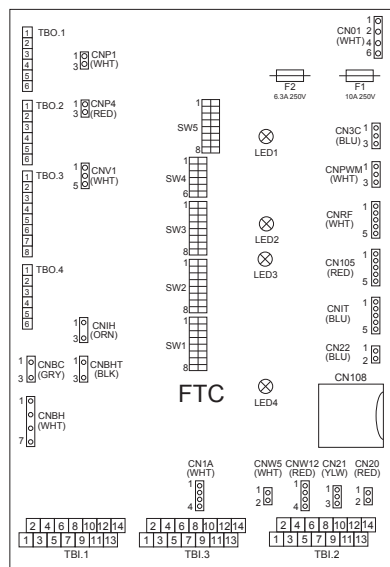 TBO.1
1
2
3
4
5
6
1
3
CNP1
(WHT)
CN01
(WHT)
1
2
4
6
F2
6.3A 250V
F1
10A 250V
TBO.2
1
2
3
4
5
6
1
3
CNP4
(RED)
SW5
1
8
LED1
CN3C
(BLU)
1
3
TBO.3
1
2
3
4
5
6
7
8
1
5
CNV1
(WHT)
SW4
1
6
CNPWM
(WHT)
1
3
SW3
1
8
LED2
CNRF
(WHT)
1
5
TBO.4
1
2
3
4
5
6
SW2
1
8
LED3
CN105
(RED)
1
5
1
3
CNIH
(ORN)
SW1
1
8
CNIT
(BLU)
1
5
1
3
CNBC
(GRY)
1
3
CNBHT
(BLK)
CN22
(BLU)
1
2
FTC
LED4
CN108
1
7
CNBH
(WHT)
CN1A
(WHT)
1
4
CNW5
(WHT)
1
2
CNW12
(RED)
1
4
CN21
(YLW)
1
3
CN20
(RED)
1
2
2 4 6 8 10 12 14
1 3 5 7 9 11 13
TBI.1
2 4 6 8 10 12 14
1 3 5 7 9 11 13
TBI.3
2 4 6 8 10 12 14
1 3 5 7 9 11 13
TBI.2